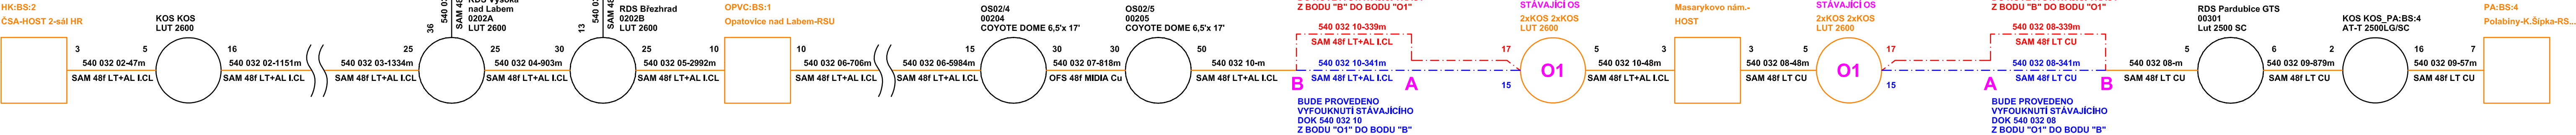 HK:BS:2
ČSA-HOST 2-sál HR
3
5
540 032 02-47m
SAM 48f LT+AL I.CL
KOS KOS
LUT 2600
16
540 032 02-1151m
SAM 48f LT+AL I.CL
25
540 032 03-1334m
SAM 48f LT+AL I.CL
36
nad Labem
0202A
LUT 2600
25
30
540 032 04-903m
SAM 48f LT+AL I.CL
13
RDS Březhrad
0202B
LUT 2600
25
10
540 032 05-2992m
SAM 48f LT+AL I.CL
OPVC:BS:1
Opatovice nad Labem-RSU
10
540 032 06-706m
SAM 48f LT+AL I.CL
15
540 032 06-5984m
SAM 48f LT+AL I.CL
OS02/4
00204
COYOTE DOME 6,5'x 17'
30
30
540 032 07-818m
OFS 48f MIDIA Cu
OS02/5
00205
COYOTE DOME 6,5'x 17'
50
540 032 10-m
SAM 48f LT+AL I.CL
Z BODU "B" DO BODU "O1"
540 032 10-339m
SAM 48f LT+AL I.CL
540 032 10-341m
SAM 48f LT+AL I.CL
B
A
17
15
BUDE PROVEDENO
VYFOUKNUTÍ STÁVAJÍCÍHO
DOK 540 032 10
Z BODU "O1" DO BODU "B"
STÁVAJÍCÍ OS
2xKOS 2xKOS
LUT 2600
O1
5
3
540 032 10-48m
SAM 48f LT+AL I.CL
Masarykovo nám.-
HOST
3
5
540 032 08-48m
SAM 48f LT CU
STÁVAJÍCÍ OS
2xKOS 2xKOS
LUT 2600
O1
17
15
Z BODU "B" DO BODU "O1"
540 032 08-339m
SAM 48f LT CU
540 032 08-341m
SAM 48f LT CU
A
B
BUDE PROVEDENO
VYFOUKNUTÍ STÁVAJÍCÍHO
DOK 540 032 08
Z BODU "O1" DO BODU "B"
5
540 032 08-m
SAM 48f LT CU
RDS Pardubice GTS
00301
Lut 2500 SC
6
2
540 032 09-879m
SAM 48f LT CU
KOS KOS_PA:BS:4
AT-T 2500LG/SC
16
7
540 032 09-57m
SAM 48f LT CU
PA:BS:4
Polabiny-K.Šipka-RS...